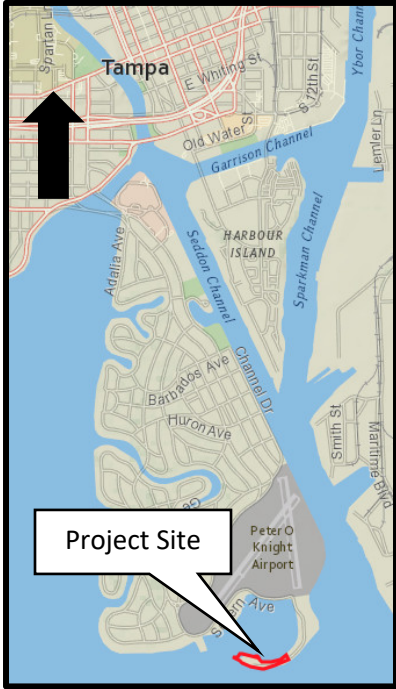 Spartan Ln
Tampa
E Whiting St
S 12th St
Ybor Chann
Old Water St
Garrison Channel
Lemler Ln
Adalia Ave
Seddon Channel
HARBOUR
ISLAND
Sparkman Channel
Channel Dr
Barbados Ave
Huron Ave
Smith St
Maritime Blvd
Project Site
Peter O
Knight
Airport
Ave